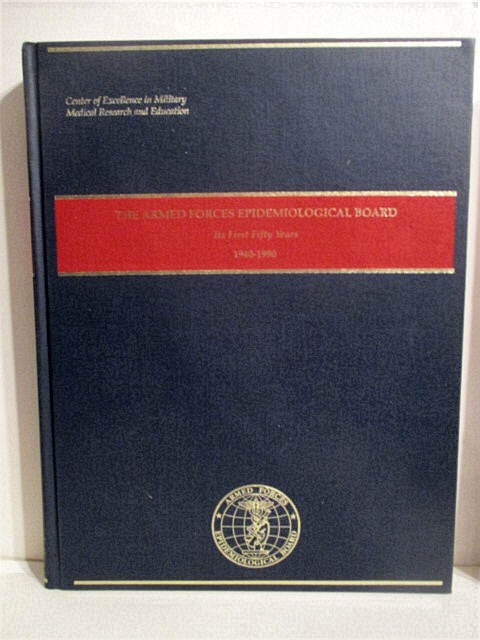 Center of Excellence in Military
Medical Research and Education
THE ARMED FORCES EPIDEMIOLOGICAL BOARD
Its First Fifty Years
1940-1990
ARMED FORCES
EPIDEMIOLOGICAL BOARD